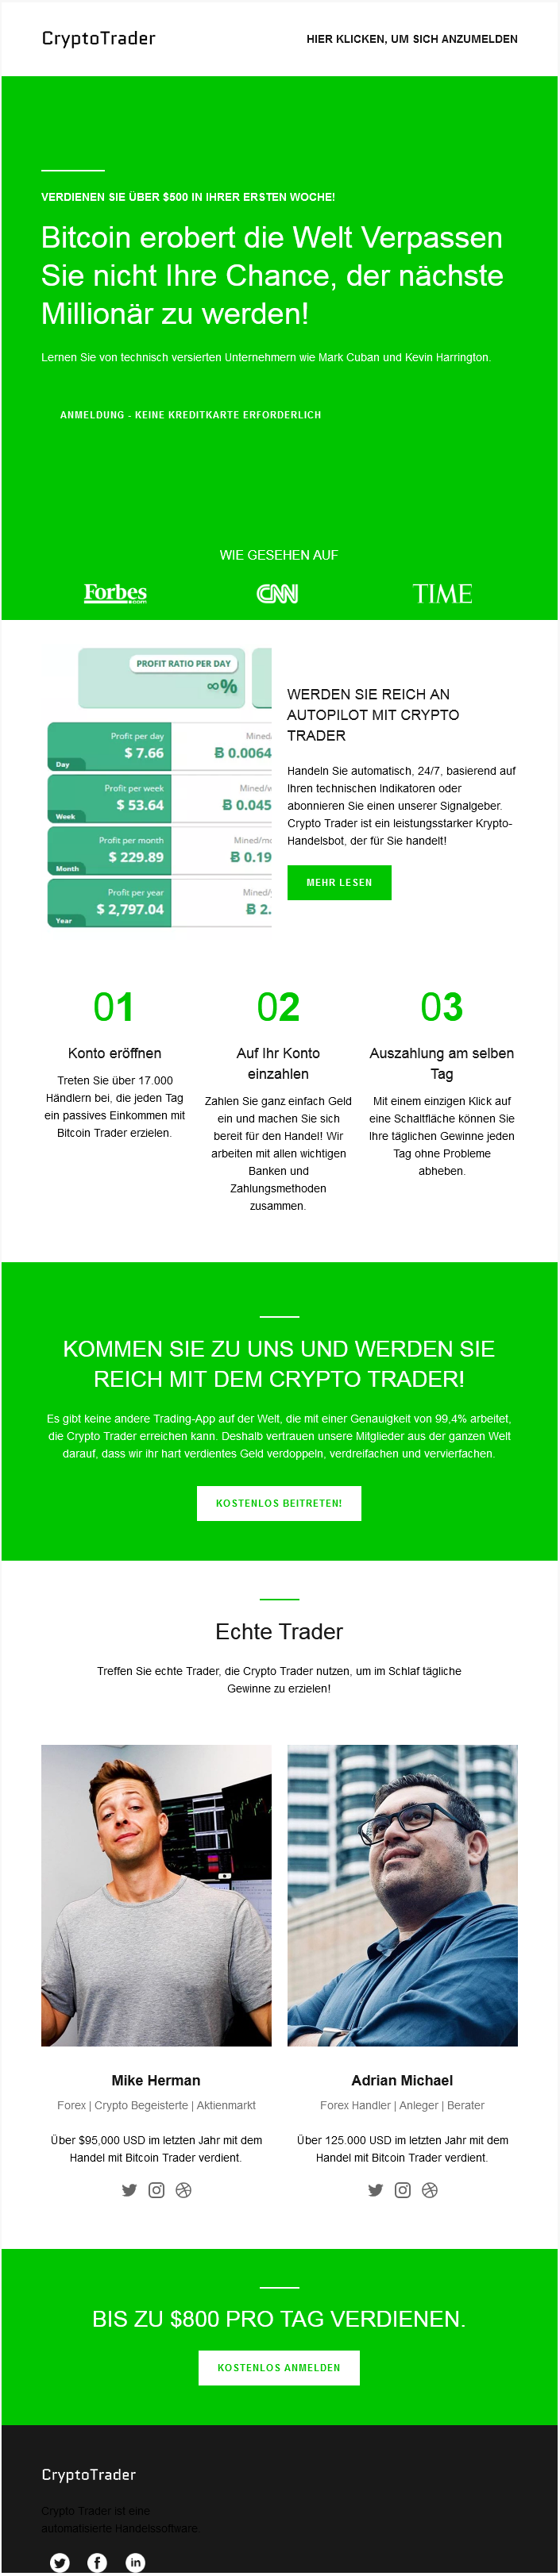 CryptoTrader
HIER KLICKEN, UM SICH ANZUMELDEN
VERDIENEN SIE ÜBER $500 IN IHRER ERSTEN WOCHE!
Bitcoin erobert die Welt Verpassen
Sie nicht Ihre Chance, der nächste
Millionär zu werden!
Lernen Sie von technisch versierten Unternehmern wie Mark Cuban und Kevin Harrington.
ANMELDUNG - KEINE KREDITKARTE ERFORDERLICH
WIE GESEHEN AUF
Forbes.com
CNN
TIME
PROFIT RATIO PER DAY
∞%
Profit per day
$ 7.66
Day
Mined/
Ƀ 0.0064
Profit per week
$ 53.64
Week
Mined/w
Ƀ 0.045
Profit per month
$ 229.89
Month
Mined/mo
Ƀ 0.19
Profit per year
$ 2,797.04
Year
Mined/y
Ƀ 2.
WERDEN SIE REICH AN
AUTOPILOT MIT CRYPTO
TRADER
Handeln Sie automatisch, 24/7, basierend auf
Ihren technischen Indikatoren oder
abonnieren Sie einen unserer Signalgeber.
Crypto Trader ist ein leistungsstarker Krypto-
Handelsbot, der für Sie handelt!
MEHR LESEN
01
Konto eröffnen
Treten Sie über 17.000
Händlern bei, die jeden Tag
ein passives Einkommen mit
Bitcoin Trader erzielen.
02
Auf Ihr Konto
einzahlen
Zahlen Sie ganz einfach Geld
ein und machen Sie sich
bereit für den Handel! Wir
arbeiten mit allen wichtigen
Banken und
Zahlungsmethoden
zusammen.
03
Auszahlung am selben
Tag
Mit einem einzigen Klick auf
eine Schaltfläche können Sie
Ihre täglichen Gewinne jeden
Tag ohne Probleme
abheben.
KOMMEN SIE ZU UNS UND WERDEN SIE
REICH MIT DEM CRYPTO TRADER!
Es gibt keine andere Trading-App auf der Welt, die mit einer Genauigkeit von 99,4% arbeitet,
die Crypto Trader erreichen kann. Deshalb vertrauen unsere Mitglieder aus der ganzen Welt
darauf, dass wir ihr hart verdientes Geld verdoppeln, verdreifachen und vervierfachen.
KOSTENLOS BEITRETEN!
Echte Trader
Treffen Sie echte Trader, die Crypto Trader nutzen, um im Schlaf tägliche
Gewinne zu erzielen!
Mike Herman
Forex | Crypto Begeisterte | Aktienmarkt
Über $95,000 USD im letzten Jahr mit dem
Handel mit Bitcoin Trader verdient.
Adrian Michael
Forex Handler | Anleger | Berater
Über 125.000 USD im letzten Jahr mit dem
Handel mit Bitcoin Trader verdient.
BIS ZU $800 PRO TAG VERDIENEN.
KOSTENLOS ANMELDEN
CryptoTrader
Crypto Trader ist eine
automatisierte Handelssoftware.